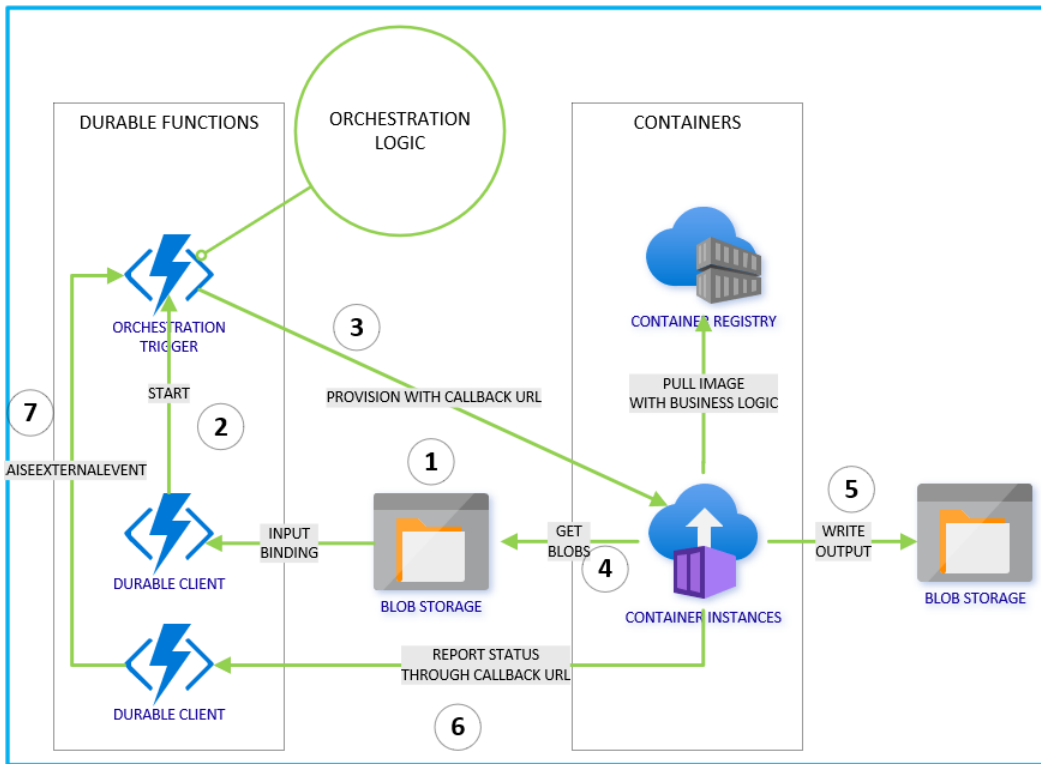 DURABLE FUNCTIONS
ORCHESTRATION
LOGIC
CONTAINERS
ORCHESTRATION
TRIGGER
CONTAINER REGISTRY
3
PROVISION WITH CALLBACK URL
PULL IMAGE
WITH BUSINESS LOGIC
START
2
7
AISEEXTERNALEVENT
1
INPUT
BINDING
GET
BLOBS
4
5
WRITE
OUTPUT
DURABLE CLIENT
BLOB STORAGE
CONTAINER INSTANCES
BLOB STORAGE
REPORT STATUS
THROUGH CALLBACK URL
DURABLE CLIENT
6